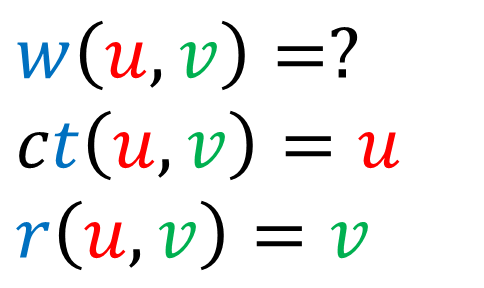 w(u, v) =?
ct(u, v) = u
r(u, v) = v